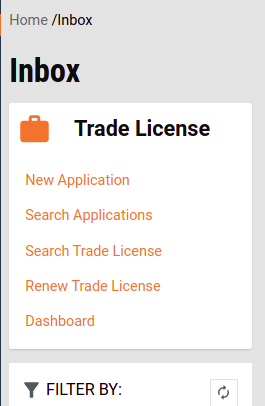 Home /Inbox
Inbox
Trade License
New Application
Search Applications
Search Trade License
Renew Trade License
Dashboard
FILTER BY: